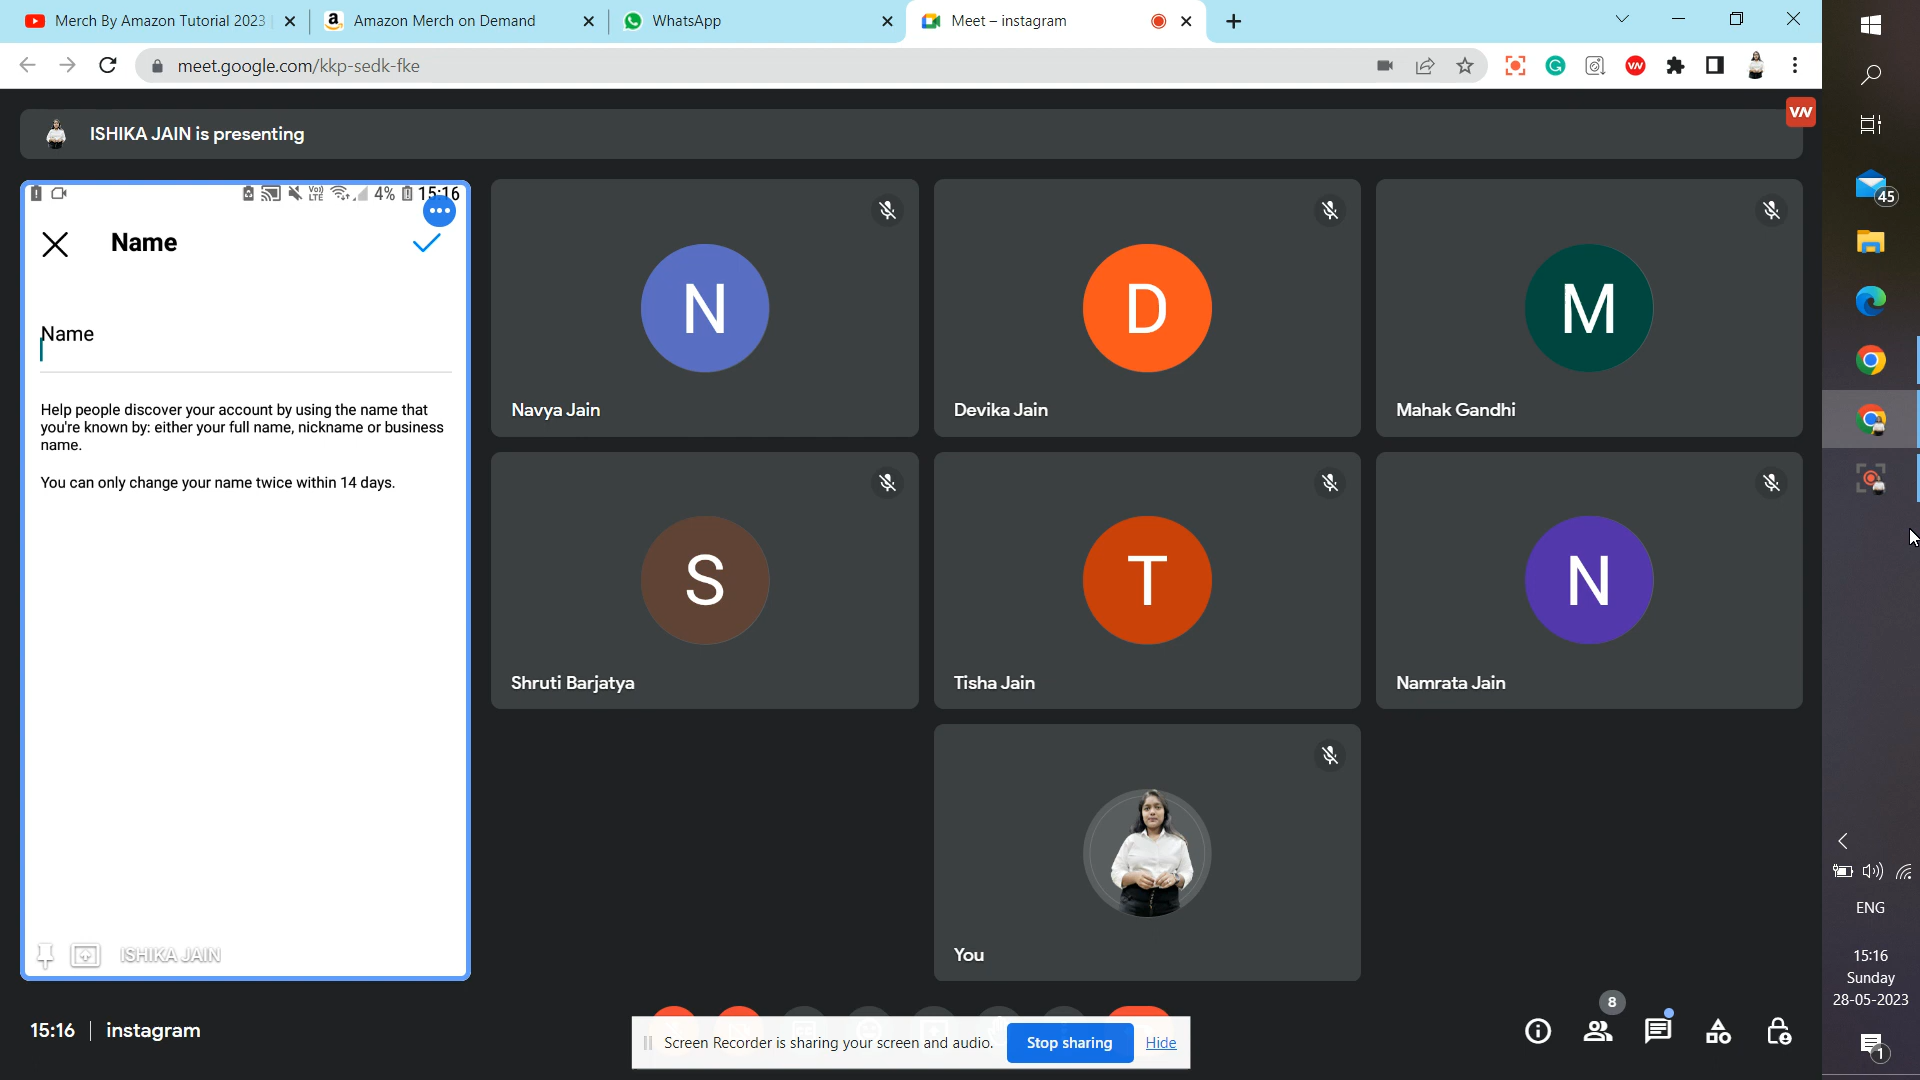 Merch By Amazon Tutorial 2023
Amazon Merch on Demand
WhatsApp
Meet – instagram
meet.google.com/kkp-sedk-fke
ISHIKA JAIN is presenting
VN
Vo)) LTE 4% 15:16
Name
Name
Help people discover your account by using the name that
you're known by: either your full name, nickname or business
name.
You can only change your name twice within 14 days.
ISHIKA JAIN
N
Navya Jain
D
Devika Jain
M
Mahak Gandhi
S
Shruti Barjatya
T
Tisha Jain
N
Namrata Jain
You
15:16 | instagram
Screen Recorder is sharing your screen and audio.
Stop sharing
Hide
8
45
ENG
15:16
Sunday
28-05-2023
1